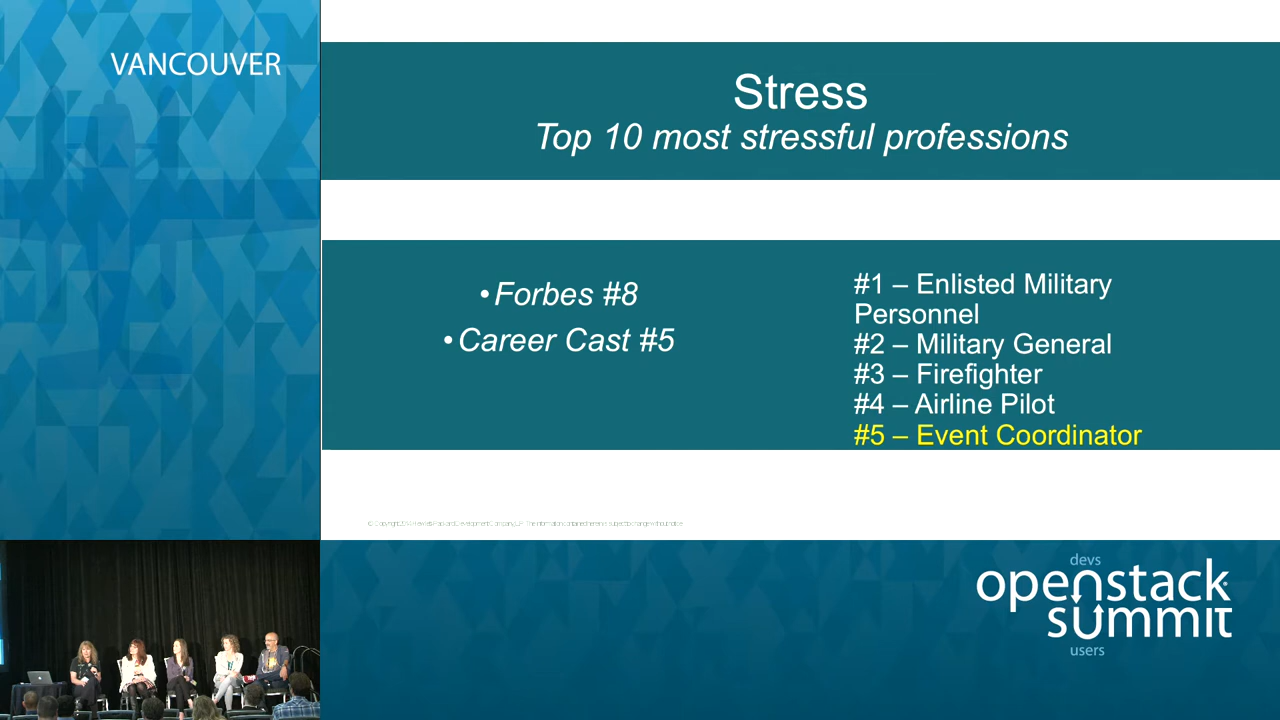 VANCOUVER
Stress
Top 10 most stressful professions
•Forbes #8
•Career Cast #5
#1 – Enlisted Military
Personnel
#2 – Military General
#3 – Firefighter
#4 – Airline Pilot
#5 – Event Coordinator
devs
openstack
summit
users